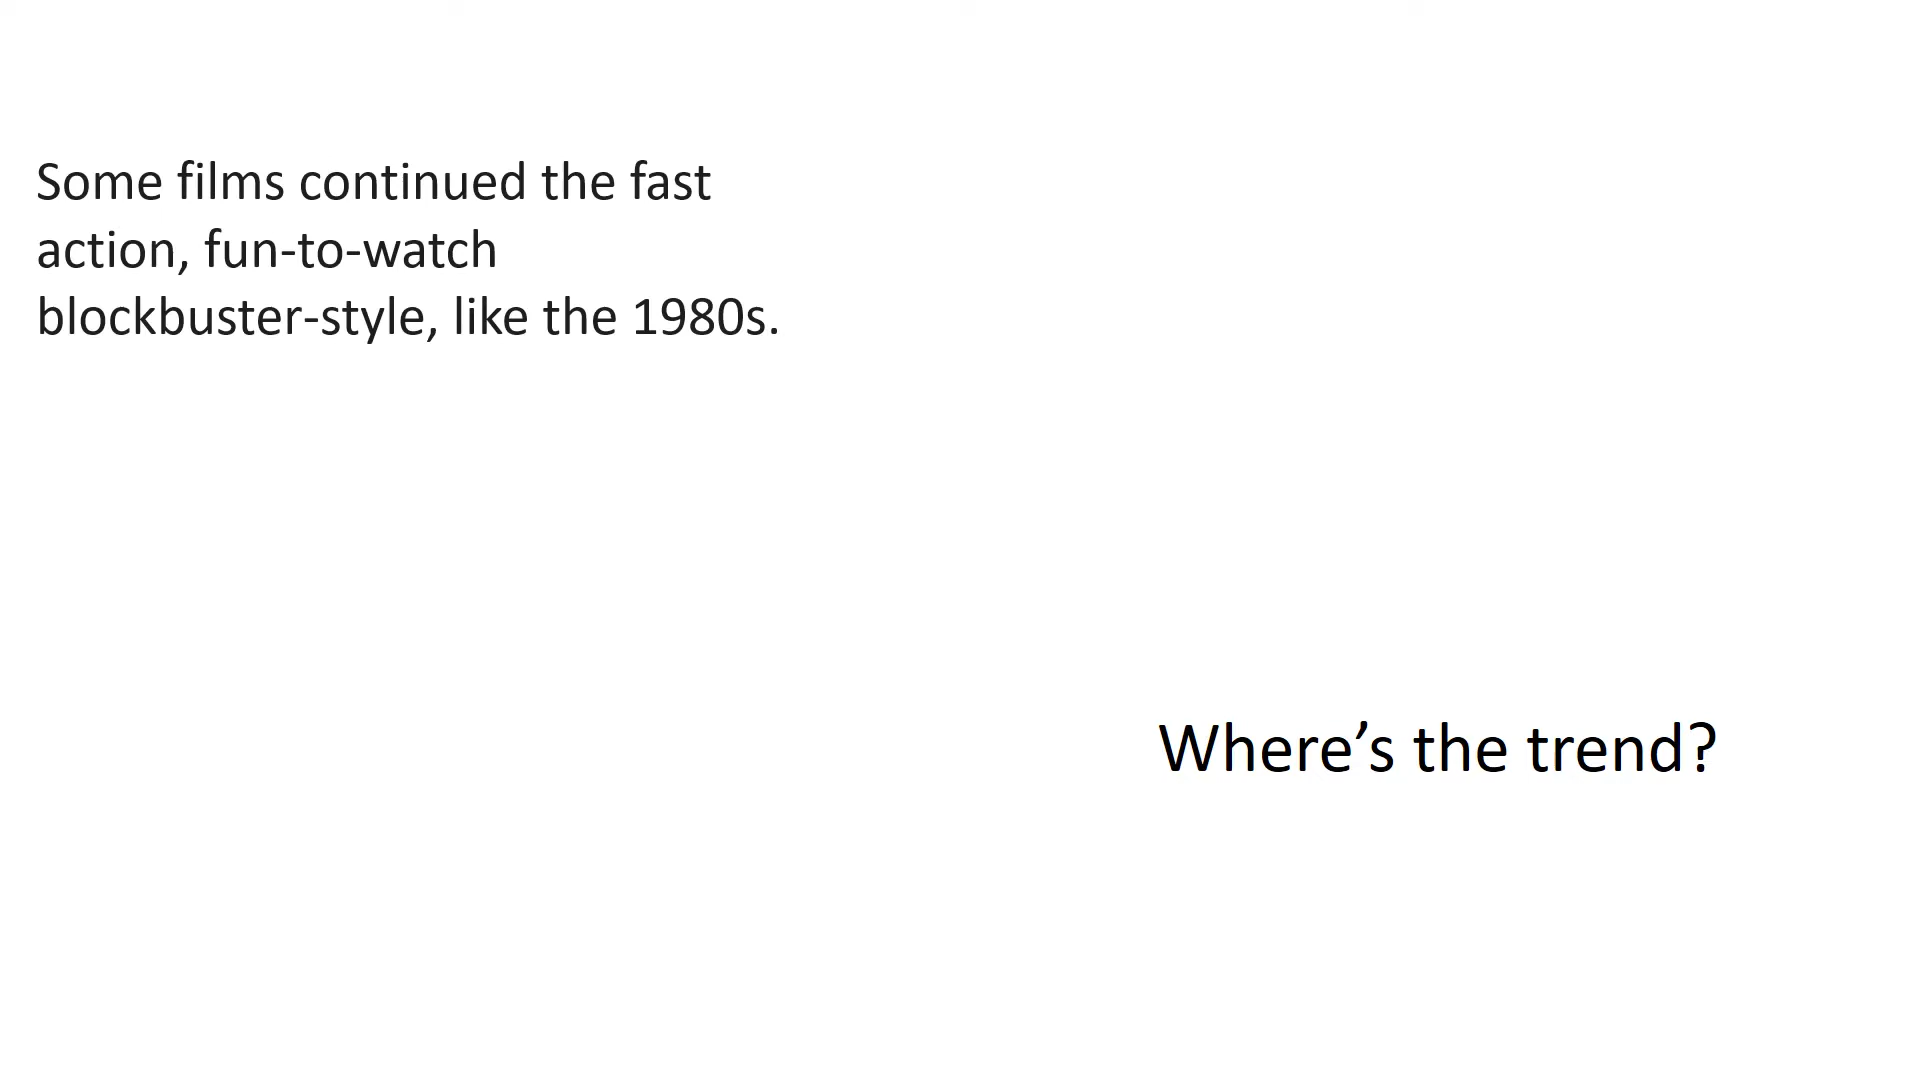 Some films continued the fast
action, fun-to-watch
blockbuster-style, like the 1980s.
Where’s the trend?